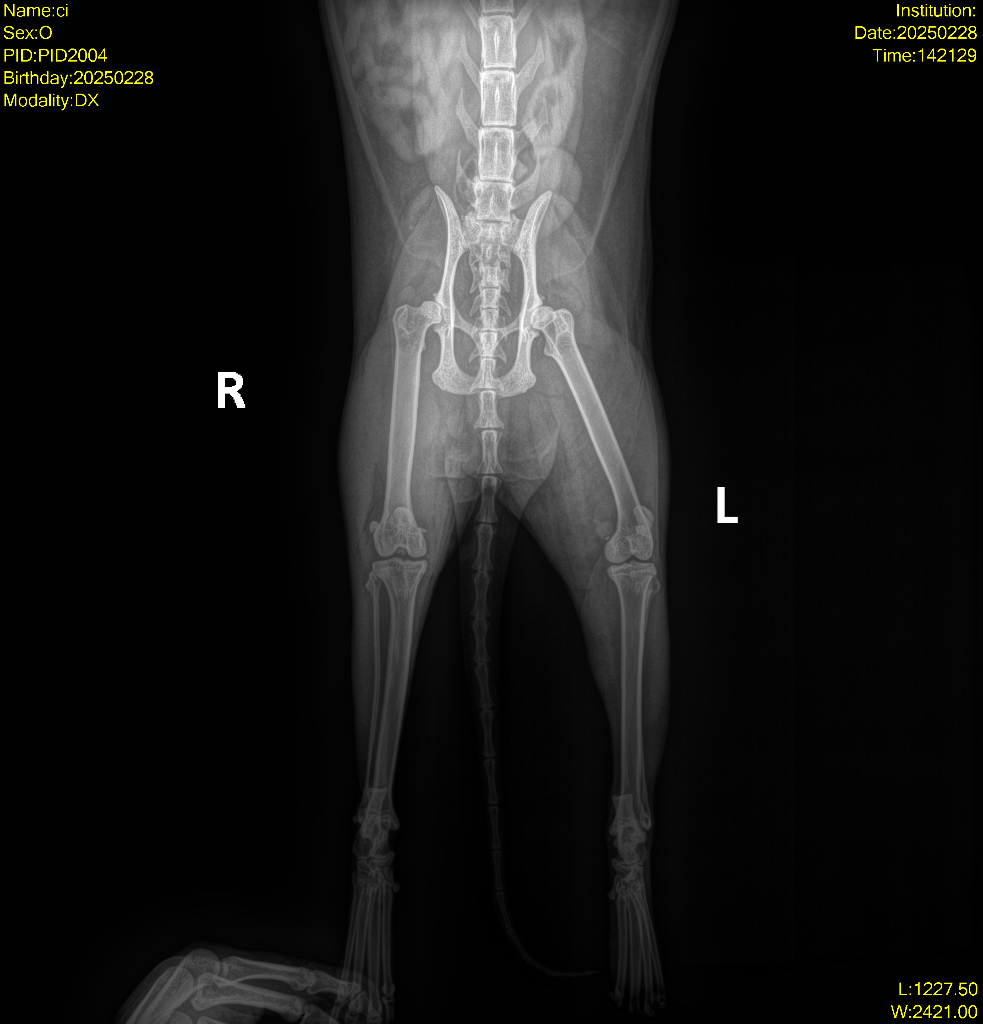 Name:ci
Sex:O
PID:PID2004
Birthday:20250228
Modality:DX
Institution:
Date:20250228
Time:142129
R
L
L:1227.50
W:2421.00